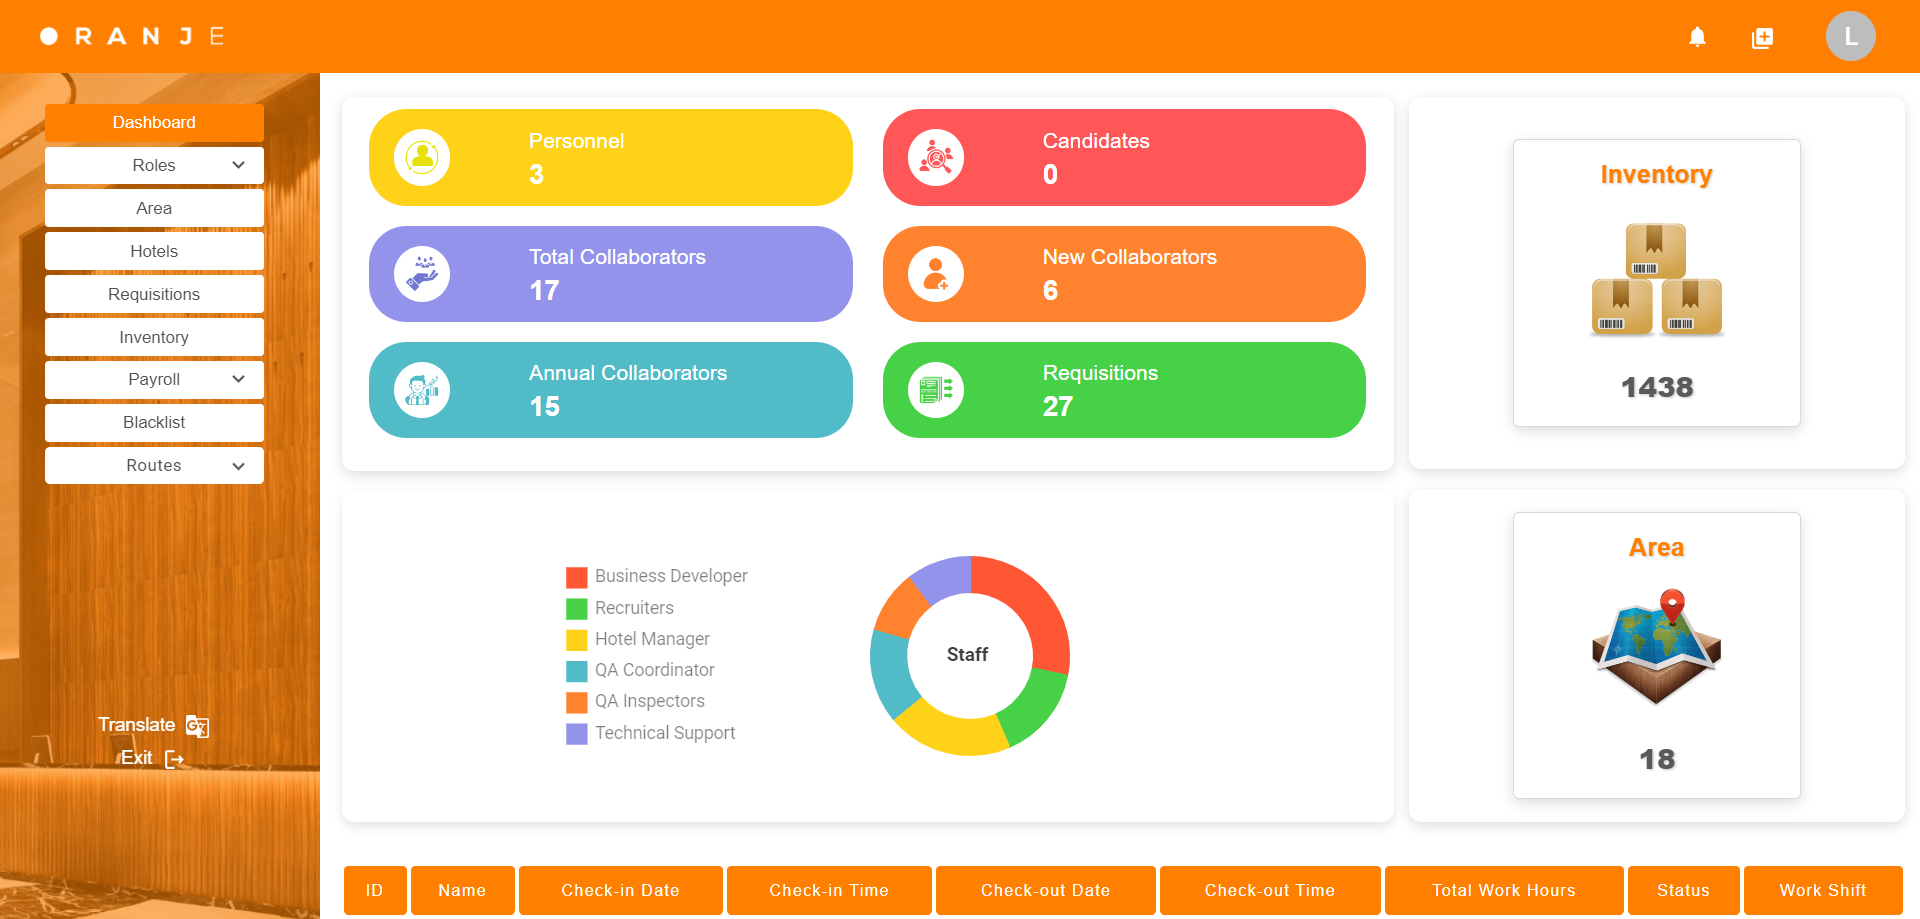 RANJE
L
Dashboard
Roles
Area
Hotels
Requisitions
Inventory
Payroll
Blacklist
Routes
Translate
Exit
Personnel
3
Candidates
0
Total Collaborators
17
New Collaborators
6
Annual Collaborators
15
Requisitions
27
Inventory
1438
Business Developer
Recruiters
Hotel Manager
QA Coordinator
QA Inspectors
Technical Support
Staff
Area
18
ID Name Check-in Date Check-in Time Check-out Date Check-out Time Total Work Hours Status Work Shift